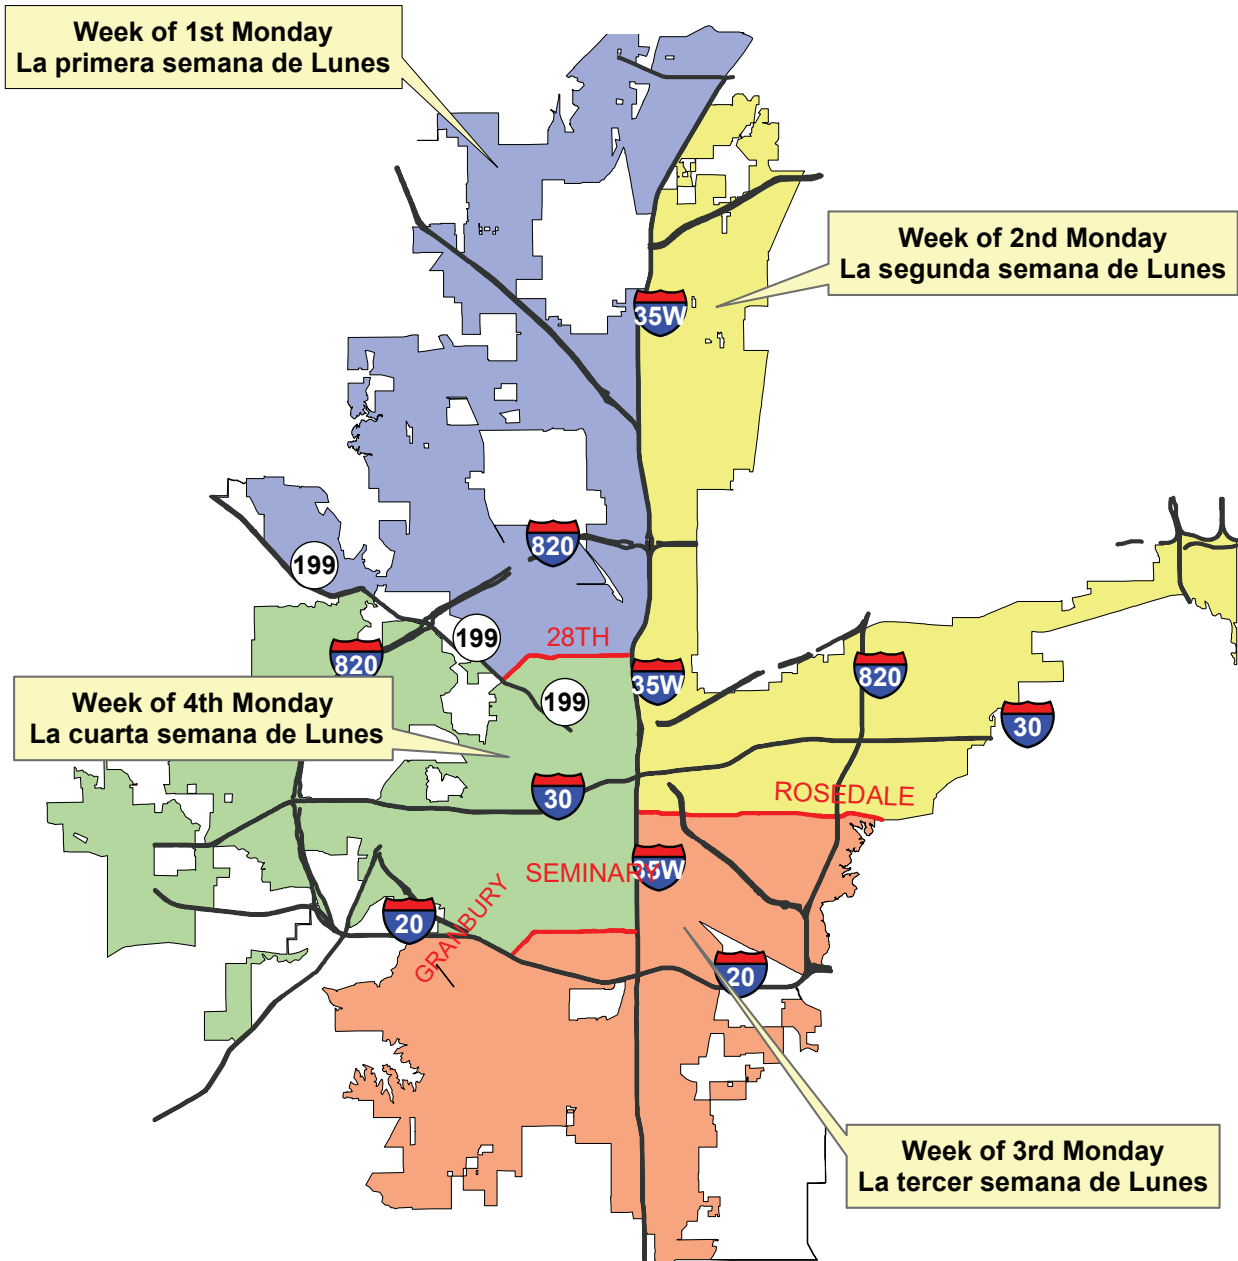 Week of 1st Monday
La primera semana de Lunes
Week of 2nd Monday
La segunda semana de Lunes
35W
820
199
28TH
199
820
35W
820
199
Week of 4th Monday
La cuarta semana de Lunes
30
30
ROSEDALE
SEMINARY
35W
GRANBURY
20
20
Week of 3rd Monday
La tercer semana de Lunes